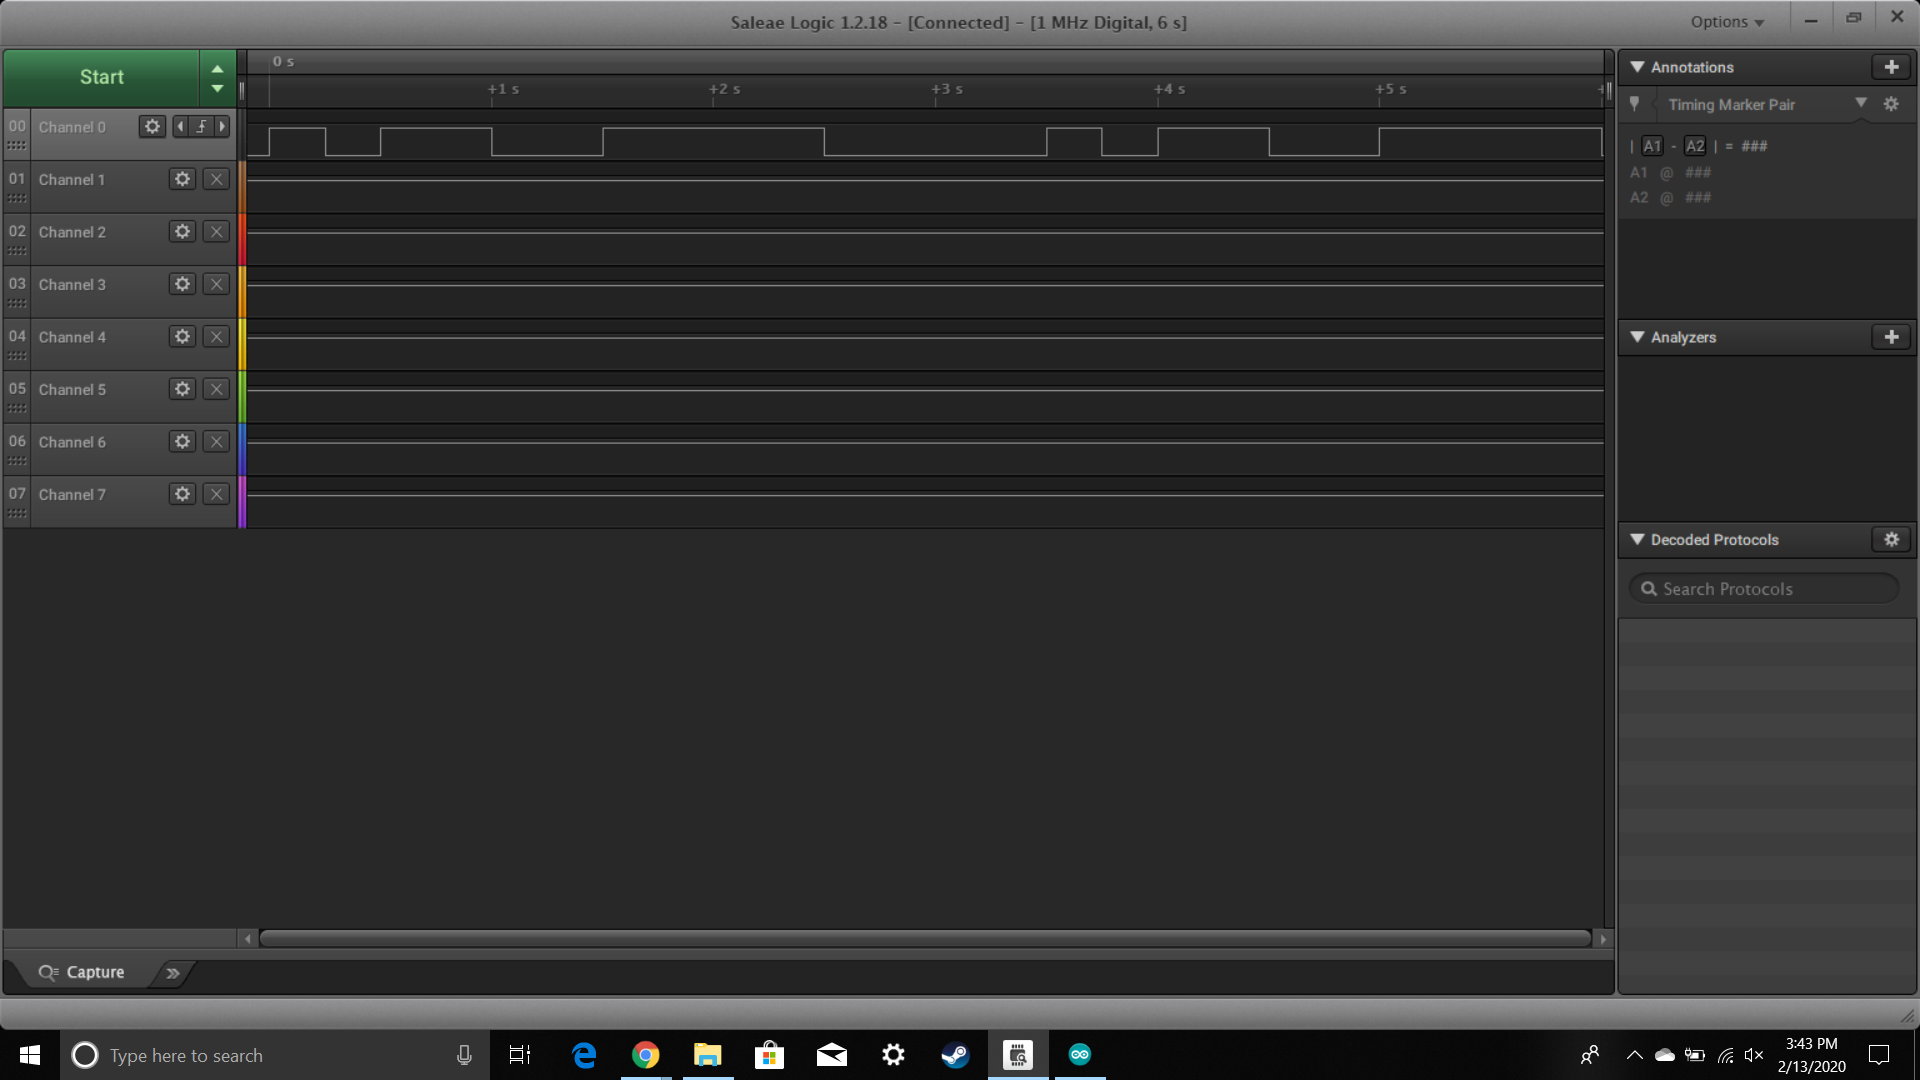 Saleae Logic 1.2.18 - [Connected] - [1 MHz Digital, 6 s]
Options
Start
0 s
+1 s
+2 s
+3 s
+4 s
+5 s
00 Channel 0
01 Channel 1
02 Channel 2
03 Channel 3
04 Channel 4
05 Channel 5
06 Channel 6
07 Channel 7
Annotations
Timing Marker Pair
| A1 - A2 | = ###
A1 @ ###
A2 @ ###
Analyzers
Decoded Protocols
Search Protocols
Capture
Type here to search
3:43 PM
2/13/2020